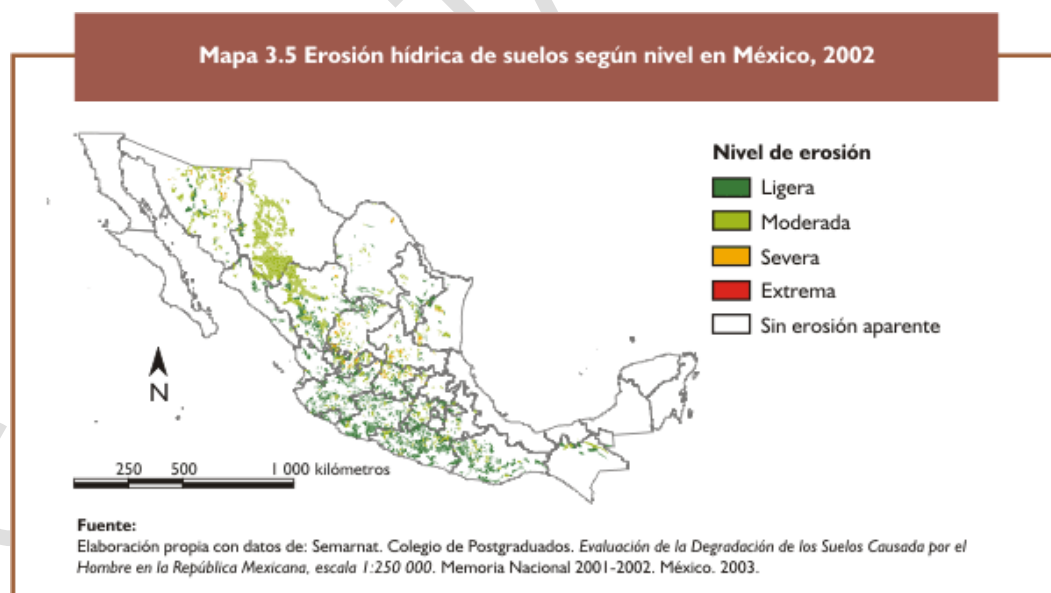 Mapa 3.5 Erosión hídrica de suelos según nivel en México, 2002
Nivel de erosión
Ligera
Moderada
Severa
Extrema
Sin erosión aparente
N
250 500 1 000 kilómetros
Fuente:
Elaboración propia con datos de: Semarnat. Colegio de Postgraduados. Evaluación de la Degradación de los Suelos Causada por el
Hombre en la República Mexicana, escala 1:250 000. Memoria Nacional 2001-2002. México. 2003.